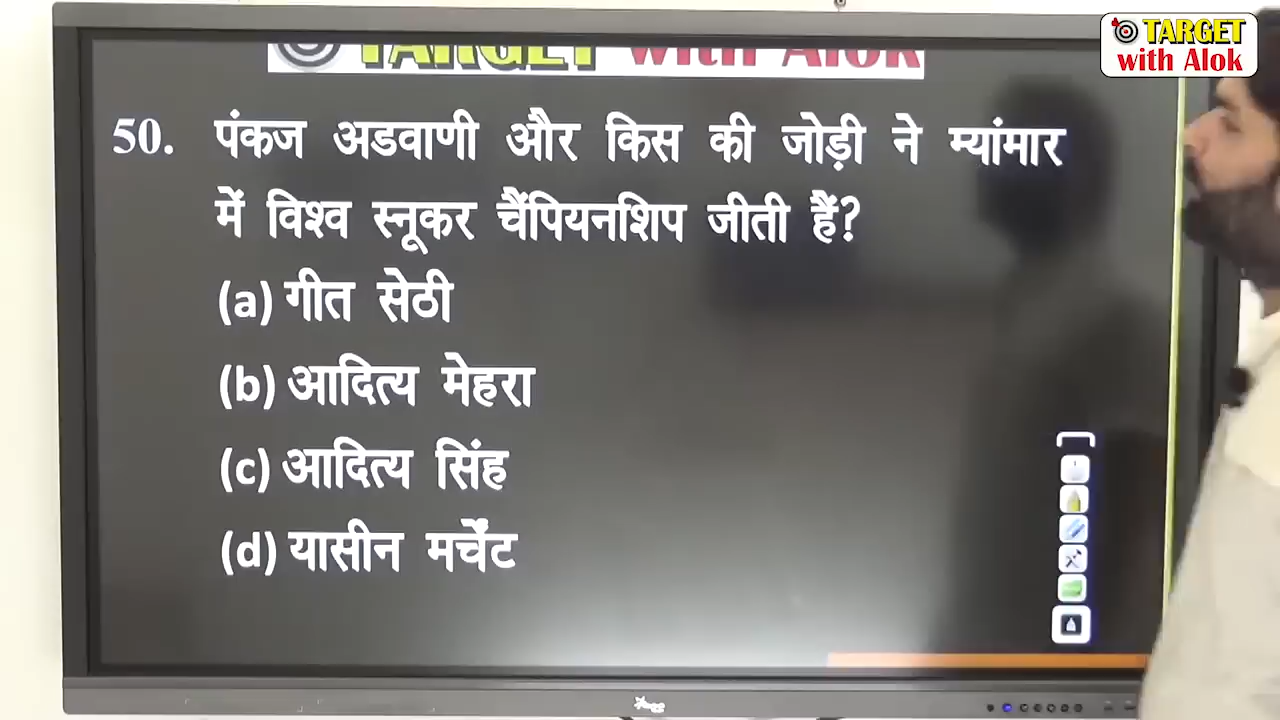 TARGET with Alok
TARGET
with Alok
50. पंकज अडवाणी और किस की जोड़ी ने म्यांमार
में विश्व स्नूकर चैंपियनशिप जीती हैं?
(a) गीत सेठी
(b) आदित्य मेहरा
(c) आदित्य सिंह
(d) यासीन मर्चेंट